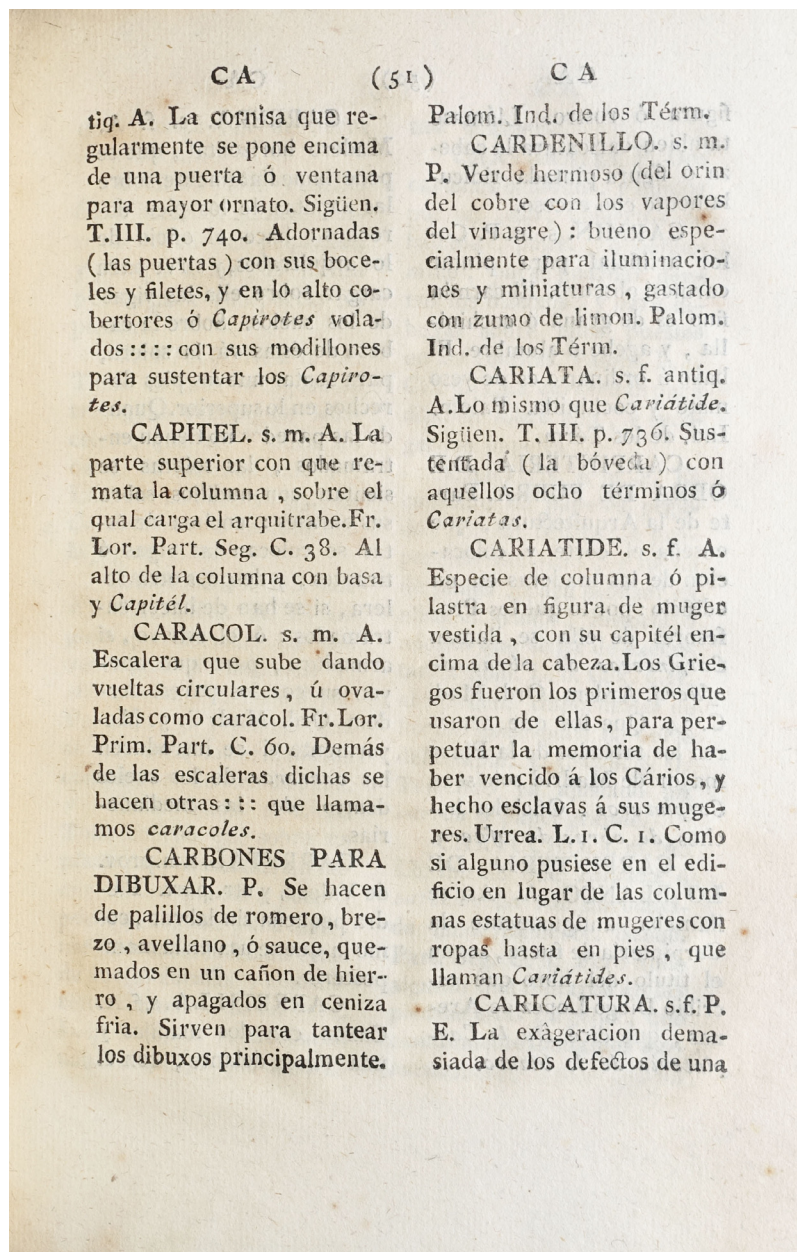 CA (51) CA
tiq. A. La cornisa que re-
gularmente se pone encima
de una puerta ó ventana
para mayor ornato. Sigüen.
T. III. p. 740. Adornadas
( las puertas ) con sus boce-
les y filetes, y en lo alto co-
bertores ó Capirotes vola-
dos : : : : con sus modillones
para sustentar los Capiro-
tes.
CAPITEL. s. m. A. La
parte superior con que re-
mata la columna , sobre el
qual carga el arquitrabe. Fr.
Lor. Part. Seg. C. 38. Al
alto de la columna con basa
y Capitél.
CARACOL. s. m. A.
Escalera que sube dando
vueltas circulares, ú ova-
ladas como caracol. Fr. Lor.
Prim. Part. C. 60. Demás
de las escaleras dichas se
hacen otras : : : que llama-
mos caracoles.
CARBONES PARA
DIBUXAR. P. Se hacen
de palillos de romero, bre-
zo , avellano , ó sauce, que-
mados en un cañon de hier-
ro , y apagados en ceniza
fria. Sirven para tantear
los dibuxos principalmente.
Palom. Ind. de los Térm.
CARDENILLO. s. m.
P. Verde hermoso (del orin
del cobre con los vapores
del vinagre) : bueno espe-
cialmente para iluminacio-
nes y miniaturas , gastado
con zumo de limon. Palom.
Ind. de los Térm.
CARIATA. s. f. antiq.
A. Lo mismo que Cariátide.
Sigüen. T. III. p. 736. Sus-
tentada ( la bóveda ) con
aquellos ocho términos ó
Cariatas.
CARIATIDE. s. f. A.
Especie de columna ó pi-
lastra en figura de muger
vestida , con su capitél en-
cima de la cabeza. Los Grie-
gos fueron los primeros que
usaron de ellas, para per-
petuar la memoria de ha-
ber vencido á los Cários, y
hecho esclavas á sus muge-
res. Urrea. L. 1. C. 1. Como
si alguno pusiese en el edi-
ficio en lugar de las colum-
nas estatuas de mugeres con
ropas hasta en pies , que
llaman Cariátides.
CARICATURA. s. f. P.
E. La exàgeracion dema-
siada de los defectos de una